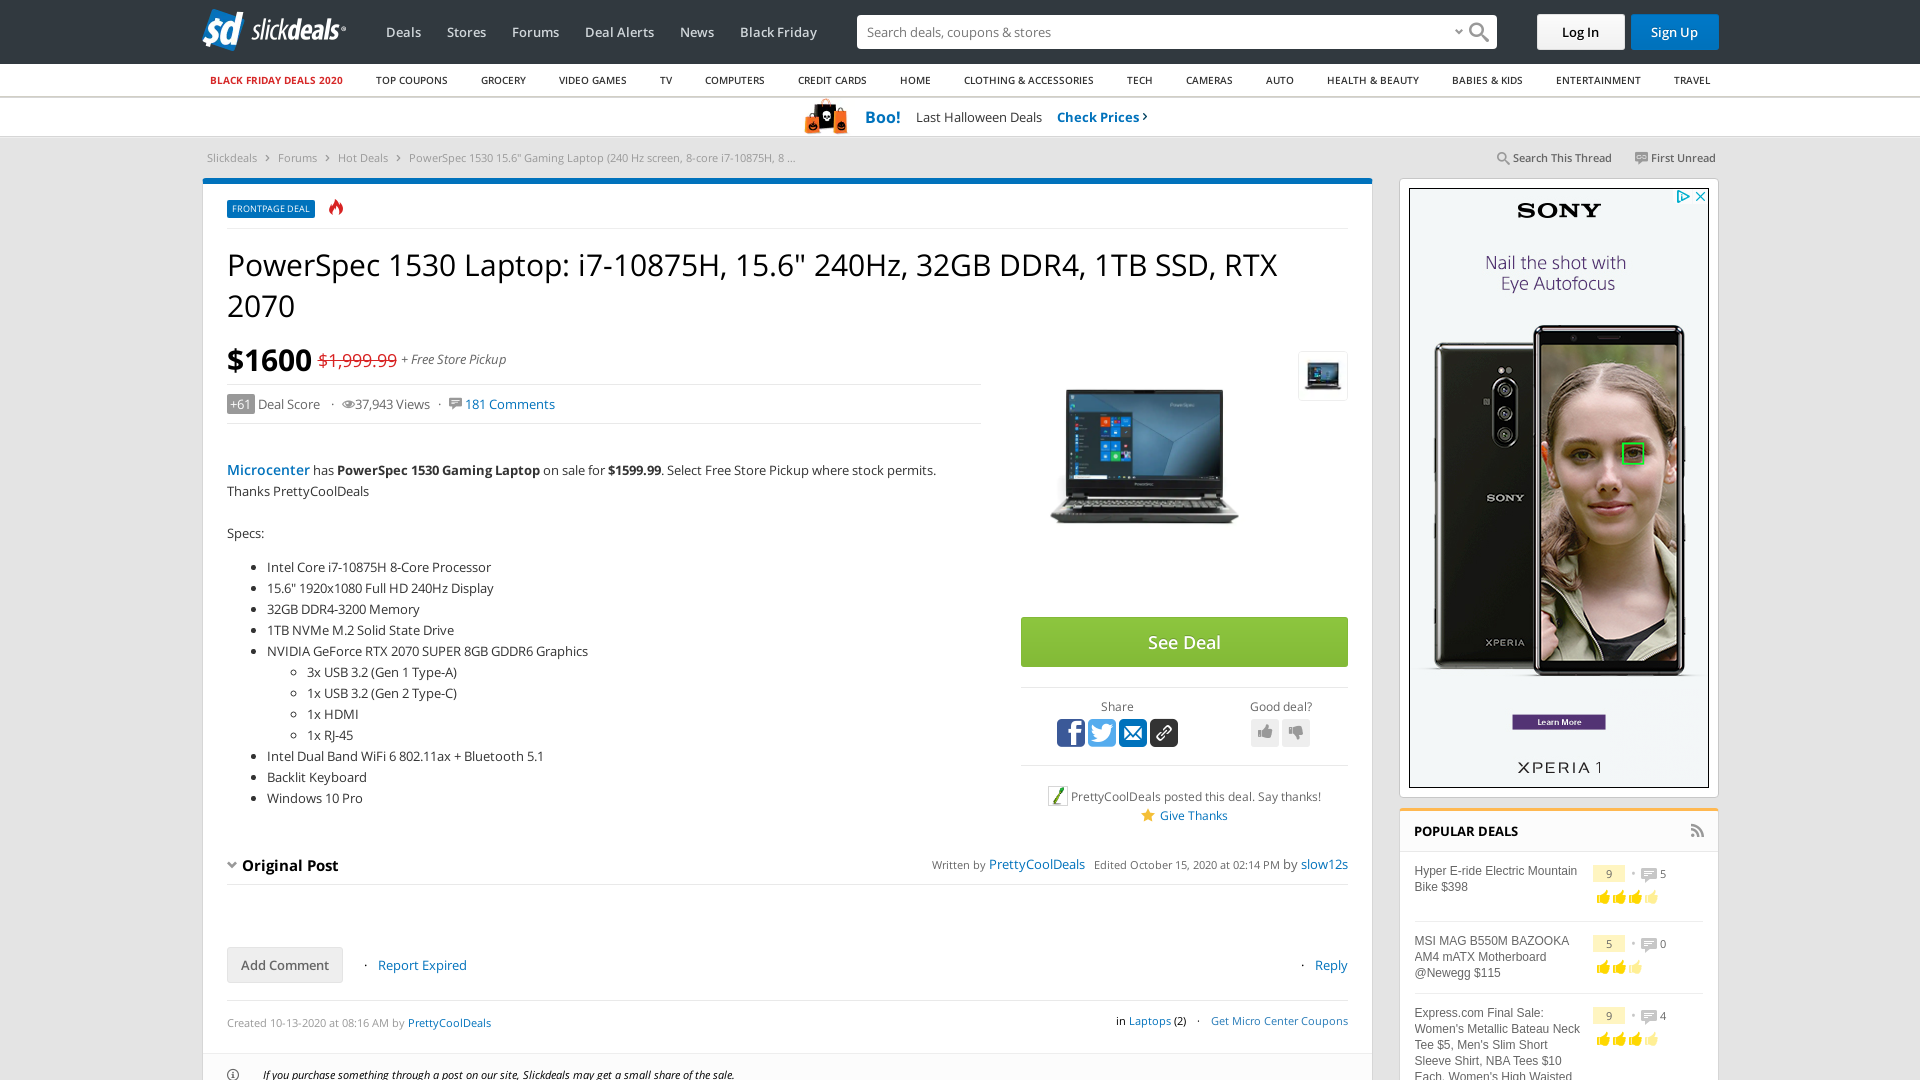 slickdeals
Deals Stores Forums Deal Alerts News Black Friday
Search deals, coupons & stores
Log In Sign Up
BLACK FRIDAY DEALS 2020 TOP COUPONS GROCERY VIDEO GAMES TV COMPUTERS CREDIT CARDS HOME CLOTHING & ACCESSORIES TECH CAMERAS AUTO HEALTH & BEAUTY BABIES & KIDS ENTERTAINMENT TRAVEL
Boo! Last Halloween Deals Check Prices ›
Slickdeals › Forums › Hot Deals › PowerSpec 1530 15.6" Gaming Laptop (240 Hz screen, 8-core i7-10875H, 8 ...
Search This Thread First Unread
FRONTPAGE DEAL
PowerSpec 1530 Laptop: i7-10875H, 15.6" 240Hz, 32GB DDR4, 1TB SSD, RTX
2070
$1600 $1,999.99 + Free Store Pickup
+61 Deal Score · 37,943 Views · 181 Comments
Microcenter has PowerSpec 1530 Gaming Laptop on sale for $1599.99. Select Free Store Pickup where stock permits.
Thanks PrettyCoolDeals
Specs:
• Intel Core i7-10875H 8-Core Processor
• 15.6" 1920x1080 Full HD 240Hz Display
• 32GB DDR4-3200 Memory
• 1TB NVMe M.2 Solid State Drive
• NVIDIA GeForce RTX 2070 SUPER 8GB GDDR6 Graphics
◦ 3x USB 3.2 (Gen 1 Type-A)
◦ 1x USB 3.2 (Gen 2 Type-C)
◦ 1x HDMI
◦ 1x RJ-45
• Intel Dual Band WiFi 6 802.11ax + Bluetooth 5.1
• Backlit Keyboard
• Windows 10 Pro
See Deal
Share
Good deal?
PrettyCoolDeals posted this deal. Say thanks!
Give Thanks
Original Post
Written by PrettyCoolDeals Edited October 15, 2020 at 02:14 PM by slow12s
Add Comment · Report Expired · Reply
Created 10-13-2020 at 08:16 AM by PrettyCoolDeals
in Laptops (2) · Get Micro Center Coupons
If you purchase something through a post on our site, Slickdeals may get a small share of the sale.
SONY
Nail the shot with
Eye Autofocus
SONY
XPERIA
Learn More
XPERIA 1
POPULAR DEALS
Hyper E-ride Electric Mountain
Bike $398
9 • 5
MSI MAG B550M BAZOOKA
AM4 mATX Motherboard
@Newegg $115
5 • 0
Express.com Final Sale:
Women's Metallic Bateau Neck
Tee $5, Men's Slim Short
Sleeve Shirt, NBA Tees $10
Each, Women's High Waisted
9 • 4